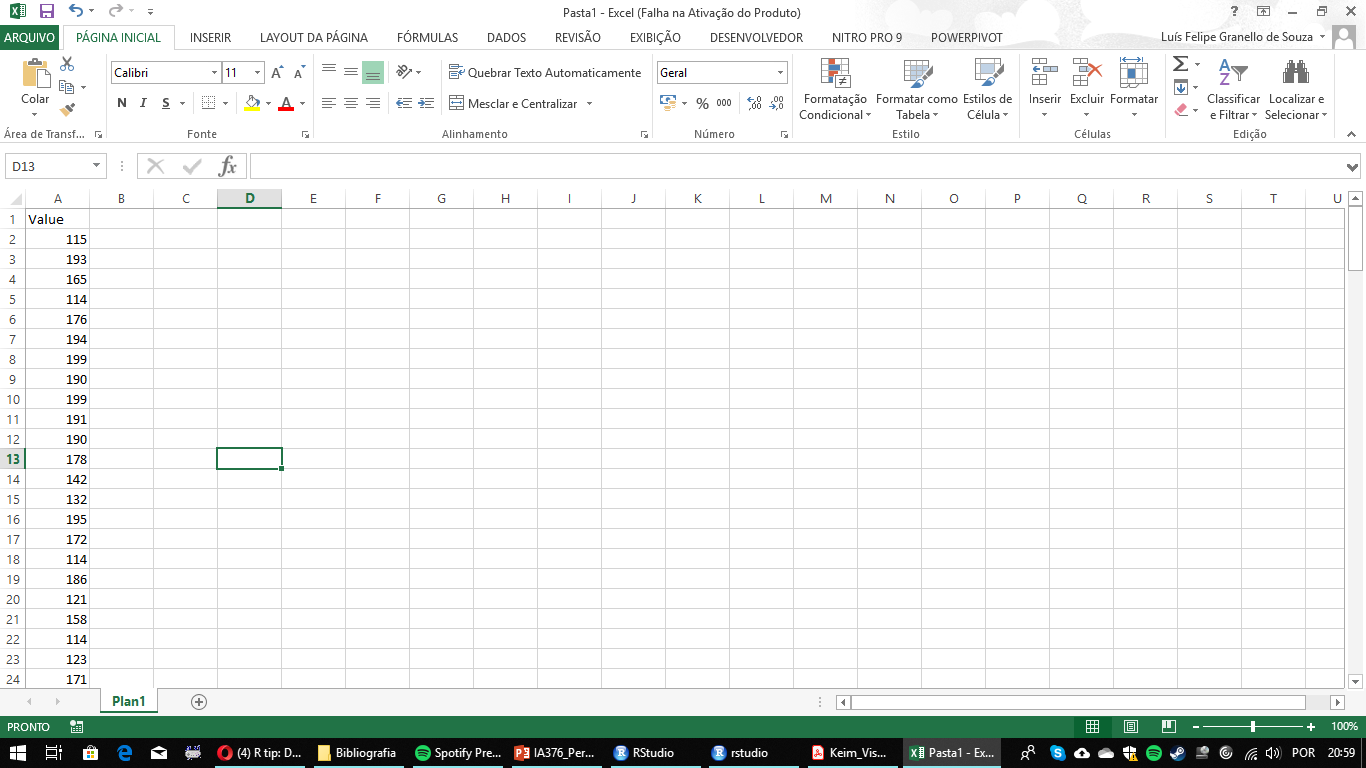 Pasta1 - Excel (Falha na Ativação do Produto)
?
ARQUIVO PÁGINA INICIAL INSERIR LAYOUT DA PÁGINA FÓRMULAS DADOS REVISÃO EXIBIÇÃO DESENVOLVEDOR NITRO PRO 9 POWERPIVOT Luís Felipe Granello de Souza
Colar
Calibri 11 A A
N I S A
Quebrar Texto Automaticamente
Mesclar e Centralizar
Geral
% 000 ,00 ,00
Formatação Condicional
Formatar como Tabela
Estilos de Célula
Inserir Excluir Formatar
Classificar e Filtrar
Localizar e Selecionar
Área de Transf... Fonte Alinhamento Número Estilo Células Edição
D13 fx
A B C D E F G H I J K L M N O P Q R S T U
1 Value
2 115
3 193
4 165
5 114
6 176
7 194
8 199
9 190
10 199
11 191
12 190
13 178
14 142
15 132
16 195
17 172
18 114
19 186
20 121
21 158
22 114
23 123
24 171
Plan1
PRONTO 100%
(4) R tip: D... Bibliografia Spotify Pre... IA376_Per... RStudio rstudio Keim_Vis... Pasta1 - Ex... POR 20:59